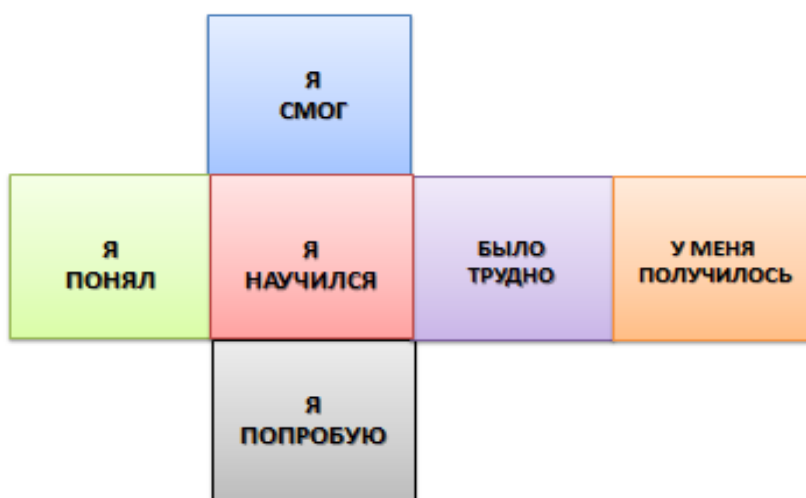 Я
СМОГ
Я
ПОНЯЛ
Я
НАУЧИЛСЯ
БЫЛО
ТРУДНО
У МЕНЯ
ПОЛУЧИЛОСЬ
Я
ПОПРОБУЮ